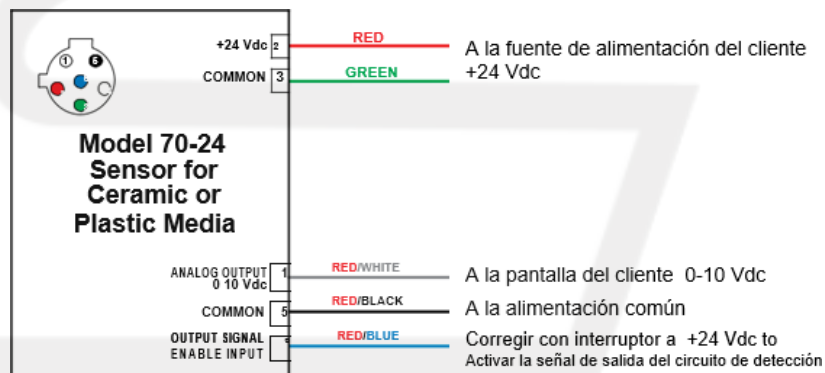 +24 Vdc 2 RED A la fuente de alimentación del cliente
COMMON 3 GREEN +24 Vdc
1 6
Model 70-24
Sensor for
Ceramic or
Plastic Media
ANALOG OUTPUT 1 RED/WHITE A la pantalla del cliente 0-10 Vdc
0 10 Vdc
COMMON 5 RED/BLACK A la alimentación común
OUTPUT SIGNAL RED/BLUE Corregir con interruptor a +24 Vdc to
ENABLE INPUT Activar la señal de salida del circuito de detección